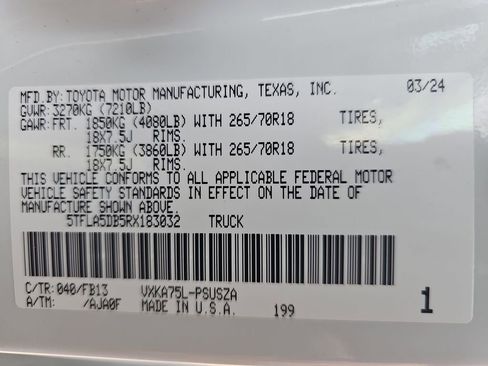 MFD.BY: TOYOTA MOTOR MANUFACTURING, TEXAS, INC. 03/24
GVWR: 3270KG (7210LB)
GAWR: FRT. 1850KG (4080LB) WITH 265/70R18 TIRES,
18X7.5J RIMS.
RR. 1750KG (3860LB) WITH 265/70R18 TIRES,
18X7.5J RIMS.
THIS VEHICLE CONFORMS TO ALL APPLICABLE FEDERAL MOTOR
VEHICLE SAFETY STANDARDS IN EFFECT ON THE DATE OF
MANUFACTURE SHOWN ABOVE.
5TFLA5DB5RX183032 TRUCK
C/TR: 040/FB13 VXKA75L-PSUSZA
A/TM: /AJA0F MADE IN U.S.A. 199 1